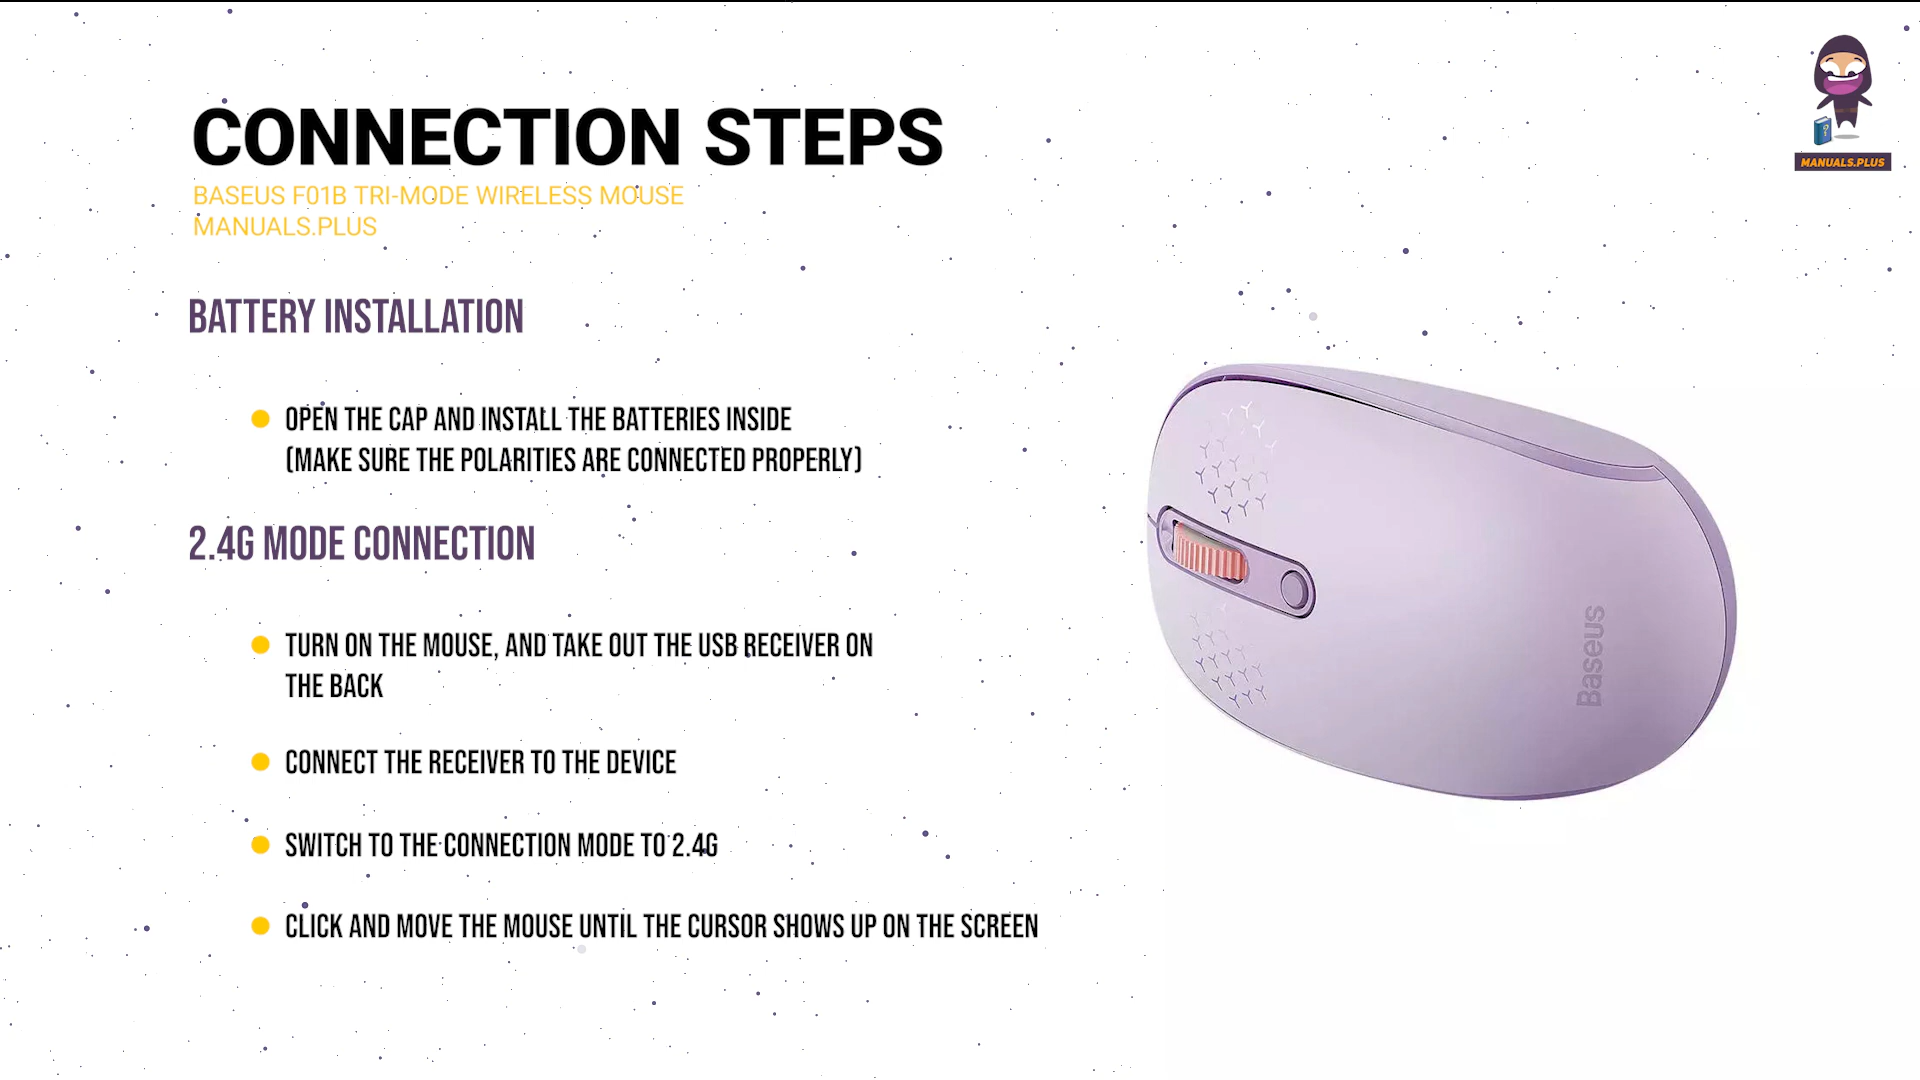 CONNECTION STEPS
BASEUS F01B TRI-MODE WIRELESS MOUSE
MANUALS.PLUS
BATTERY INSTALLATION
OPEN THE CAP AND INSTALL THE BATTERIES INSIDE
(MAKE SURE THE POLARITIES ARE CONNECTED PROPERLY)
2.4G MODE CONNECTION
TURN ON THE MOUSE, AND TAKE OUT THE USB RECEIVER ON
THE BACK
CONNECT THE RECEIVER TO THE DEVICE
SWITCH TO THE CONNECTION MODE TO 2.4G
CLICK AND MOVE THE MOUSE UNTIL THE CURSOR SHOWS UP ON THE SCREEN
MANUALS.PLUS
?
Baseus